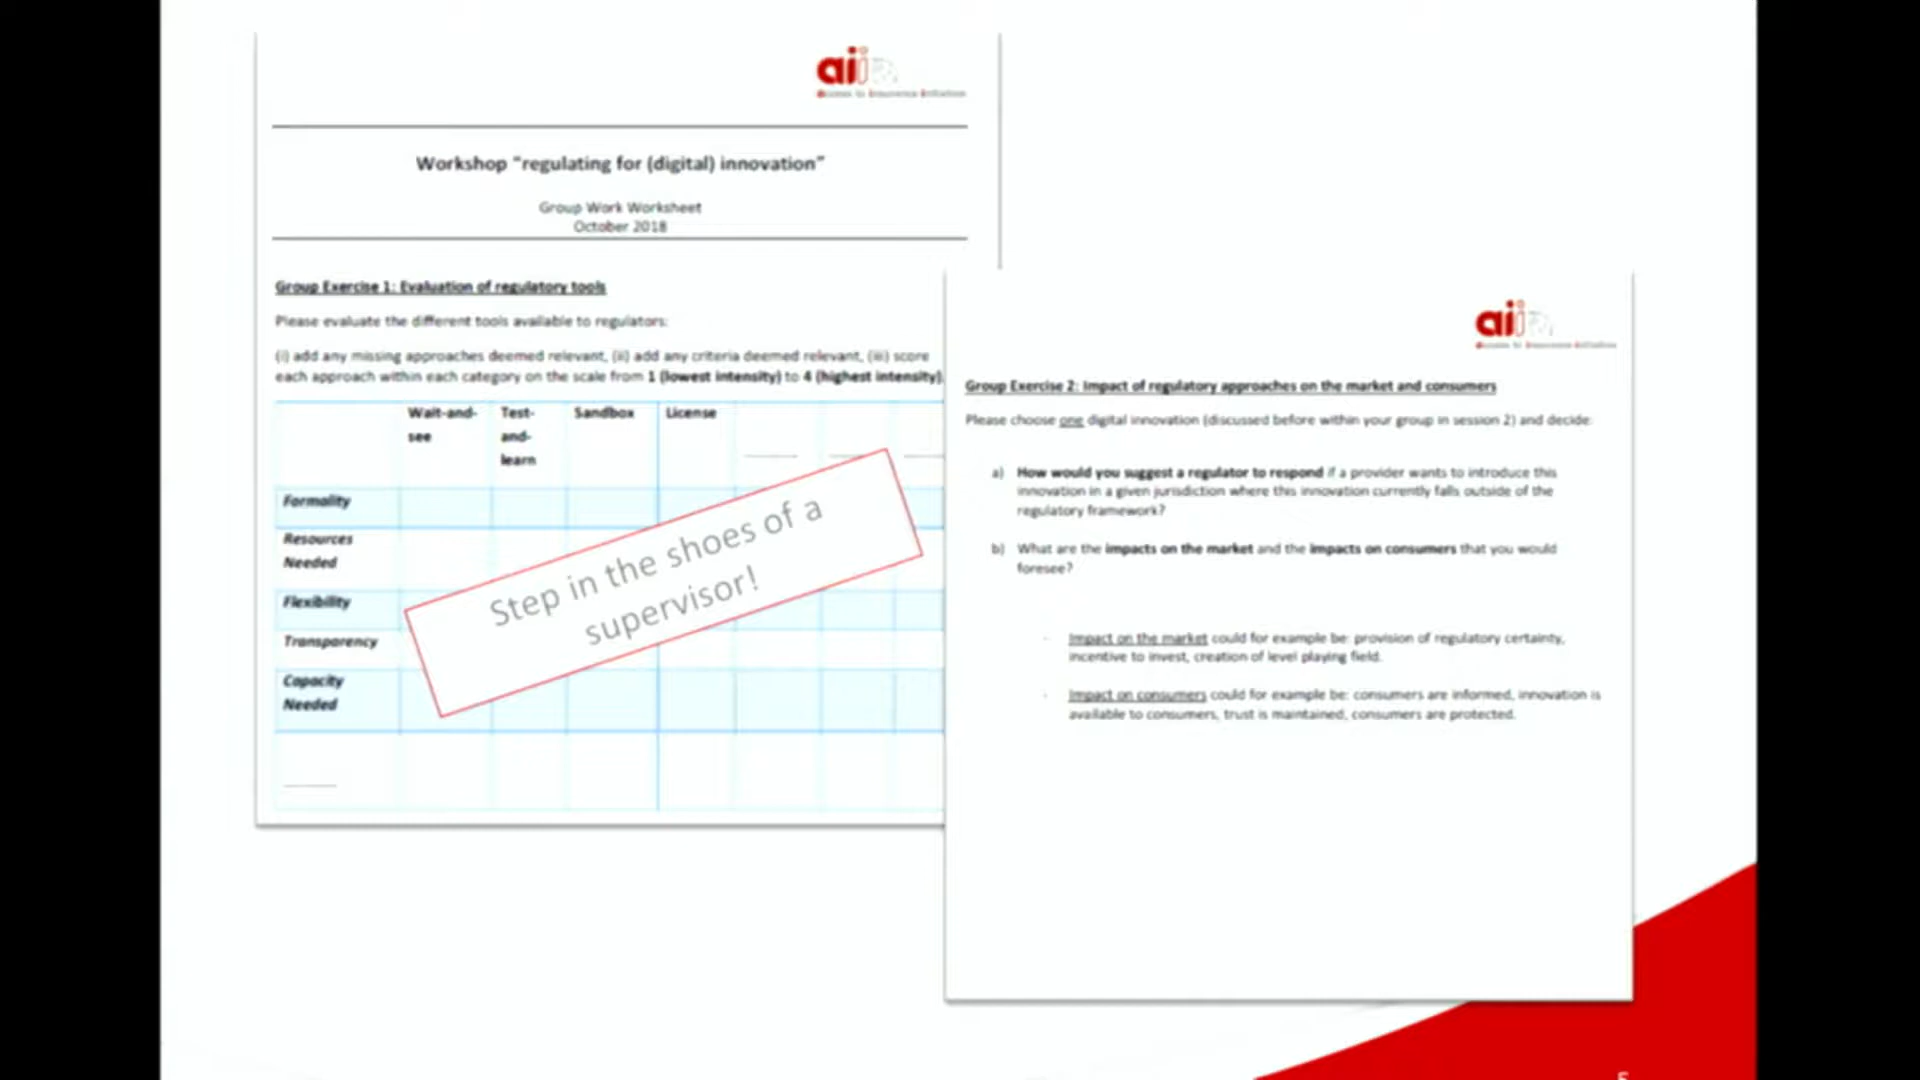 aii
Access to Insurance Initiative
Workshop "regulating for (digital) innovation"
Group Work Worksheet
October 2018
Group Exercise 1: Evaluation of regulatory tools
Please evaluate the different tools available to regulators:
(i) add any missing approaches deemed relevant, (ii) add any criteria deemed relevant, (iii) score
each approach within each category on the scale from 1 (lowest intensity) to 4 (highest intensity).
Wait-and-
see
Test-
and-
learn
Sandbox
License
Formality
Resources
Needed
Flexibility
Transparency
Capacity
Needed
Step in the shoes of a
supervisor!
aii
Access to Insurance Initiative
Group Exercise 2: Impact of regulatory approaches on the market and consumers
Please choose one digital innovation (discussed before within your group in session 2) and decide:
a) How would you suggest a regulator to respond if a provider wants to introduce this
innovation in a given jurisdiction where this innovation currently falls outside of the
regulatory framework?
b) What are the impacts on the market and the impacts on consumers that you would
foresee?
- Impact on the market could for example be: provision of regulatory certainty,
incentive to invest, creation of level playing field.
- Impact on consumers could for example be: consumers are informed, innovation is
available to consumers, trust is maintained, consumers are protected.